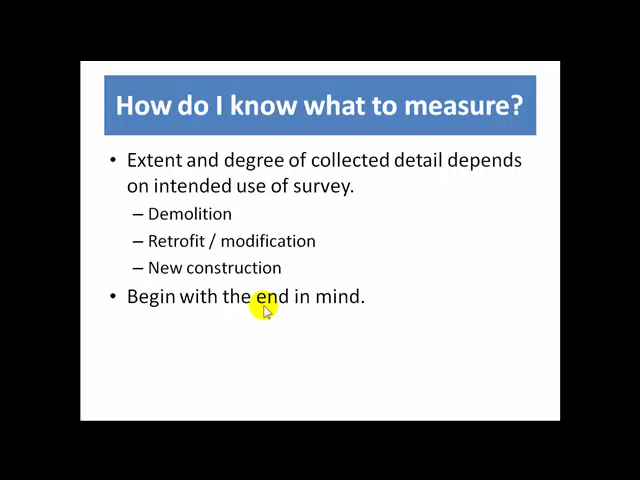 How do I know what to measure?
• Extent and degree of collected detail depends
on intended use of survey.
– Demolition
– Retrofit / modification
– New construction
• Begin with the end in mind.